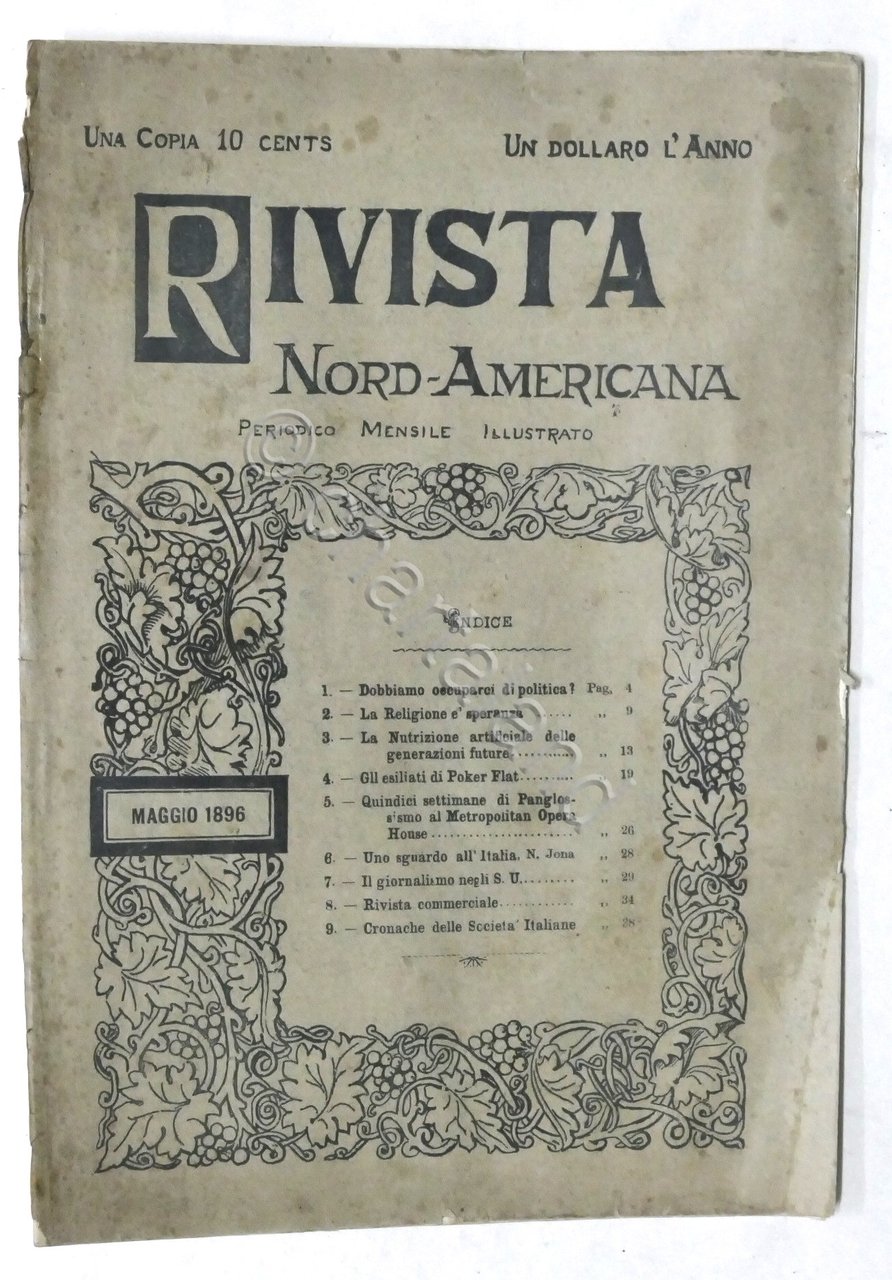 UNA COPIA 10 CENTS
UN DOLLARO L'ANNO
RIVISTA
NORD-AMERICANA
PERIODICO MENSILE ILLUSTRATO
INDICE
1. — Dobbiamo occuparci di politica? Pag. 4
2. — La Religione e' speranza ...... „ 9
3. — La Nutrizione artificiale delle
generazioni future............ „ 13
4. — Gli esiliati di Poker Flat.......... 19
5. — Quindici settimane di Panglos-
sismo al Metropolitan Opera
House ....................... „ 26
6. — Uno sguardo all' Italia, N. Jona „ 28
7. — Il giornalismo negli S. U......... „ 29
8. — Rivista commerciale............ „ 34
9. — Cronache delle Societa' Italiane „ 38
MAGGIO 1896